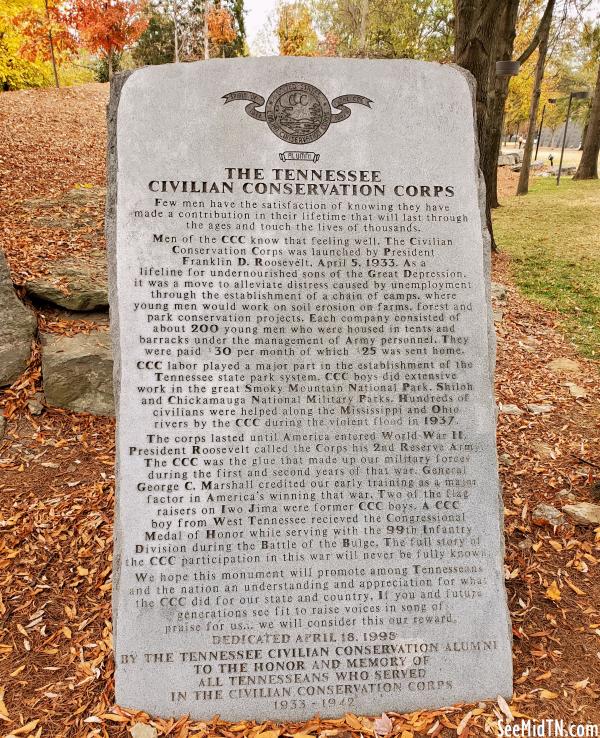 CCC
ALUMNI
THE TENNESSEE
CIVILIAN CONSERVATION CORPS
Few men have the satisfaction of knowing they have
made a contribution in their lifetime that will last through
the ages and touch the lives of thousands.
Men of the CCC know that feeling well. The Civilian
Conservation Corps was launched by President
Franklin D. Roosevelt, April 5, 1933. As a
lifeline for undernourished sons of the Great Depression,
it was a move to alleviate distress caused by unemployment
through the establishment of a chain of camps, where
young men would work on soil erosion on farms, forest and
park conservation projects. Each company consisted of
about 200 young men who were housed in tents and
barracks under the management of Army personnel. They
were paid $30 per month of which $25 was sent home.
CCC labor played a major part in the establishment of the
Tennessee state park system. CCC boys did extensive
work in the great Smoky Mountain National Park, Shiloh
and Chickamauga National Military Parks. Hundreds of
civilians were helped along the Mississippi and Ohio
rivers by the CCC during the violent flood in 1937.
The corps lasted until America entered World War II.
President Roosevelt called the Corps his 2nd Reserve Army.
The CCC was the glue that made up our military forces
during the first and second years of that war. General
George C. Marshall credited our early training as a major
factor in America's winning that war. Two of the flag
raisers on Iwo Jima were former CCC boys. A CCC
boy from West Tennessee recieved the Congressional
Medal of Honor while serving with the 99th Infantry
Division during the Battle of the Bulge. The full story of
the CCC participation in this war will never be fully known.
We hope this monument will promote among Tennesseans
and the nation an understanding and appreciation for what
the CCC did for our state and country. If you and future
generations see fit to raise voices in song of
praise for us... we will consider this our reward.
DEDICATED APRIL 18, 1995
BY THE TENNESSEE CIVILIAN CONSERVATION ALUMNI
TO THE HONOR AND MEMORY OF
ALL TENNESSEANS WHO SERVED
IN THE CIVILIAN CONSERVATION CORPS
1933 - 1942
SeeMidTN.com